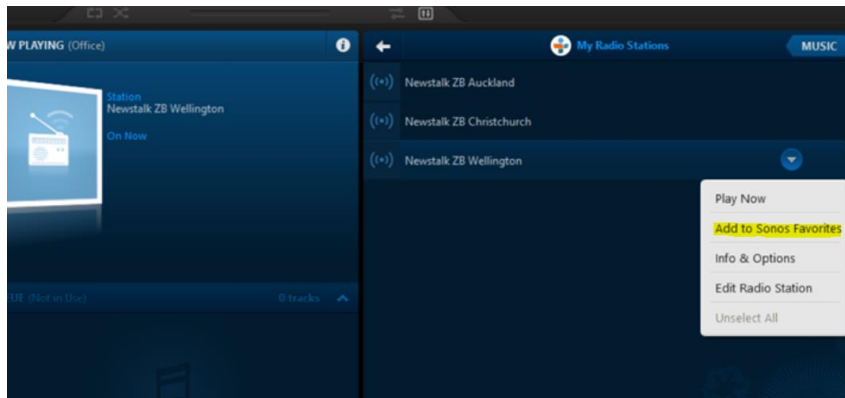 W PLAYING (Office)
Station
Newstalk ZB Wellington
On Now
UE (Not in Use)
0 tracks
My Radio Stations
MUSIC
Newstalk ZB Auckland
Newstalk ZB Christchurch
Newstalk ZB Wellington
Play Now
Add to Sonos Favorites
Info & Options
Edit Radio Station
Unselect All